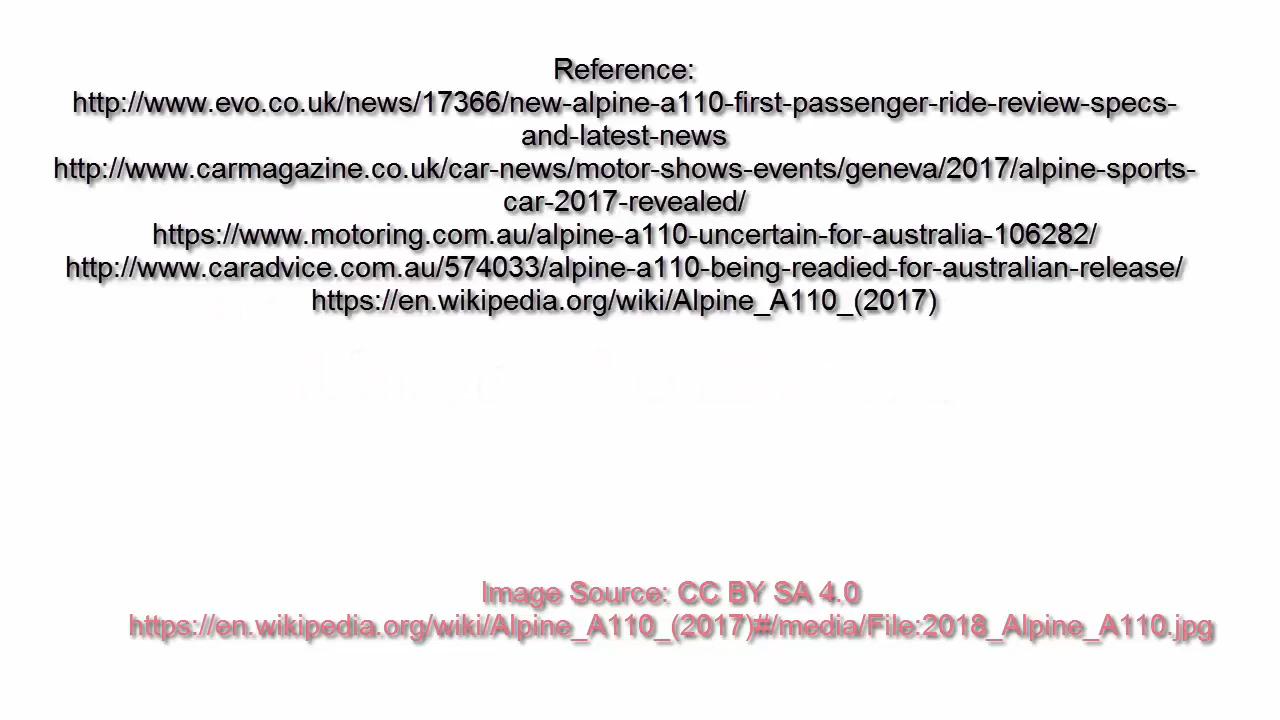 Reference:
http://www.evo.co.uk/news/17366/new-alpine-a110-first-passenger-ride-review-specs-
and-latest-news
http://www.carmagazine.co.uk/car-news/motor-shows-events/geneva/2017/alpine-sports-
car-2017-revealed/
https://www.motoring.com.au/alpine-a110-uncertain-for-australia-106282/
http://www.caradvice.com.au/574033/alpine-a110-being-readied-for-australian-release/
https://en.wikipedia.org/wiki/Alpine_A110_(2017)
Image Source: CC BY SA 4.0
https://en.wikipedia.org/wiki/Alpine_A110_(2017)#/media/File:2018_Alpine_A110.jpg